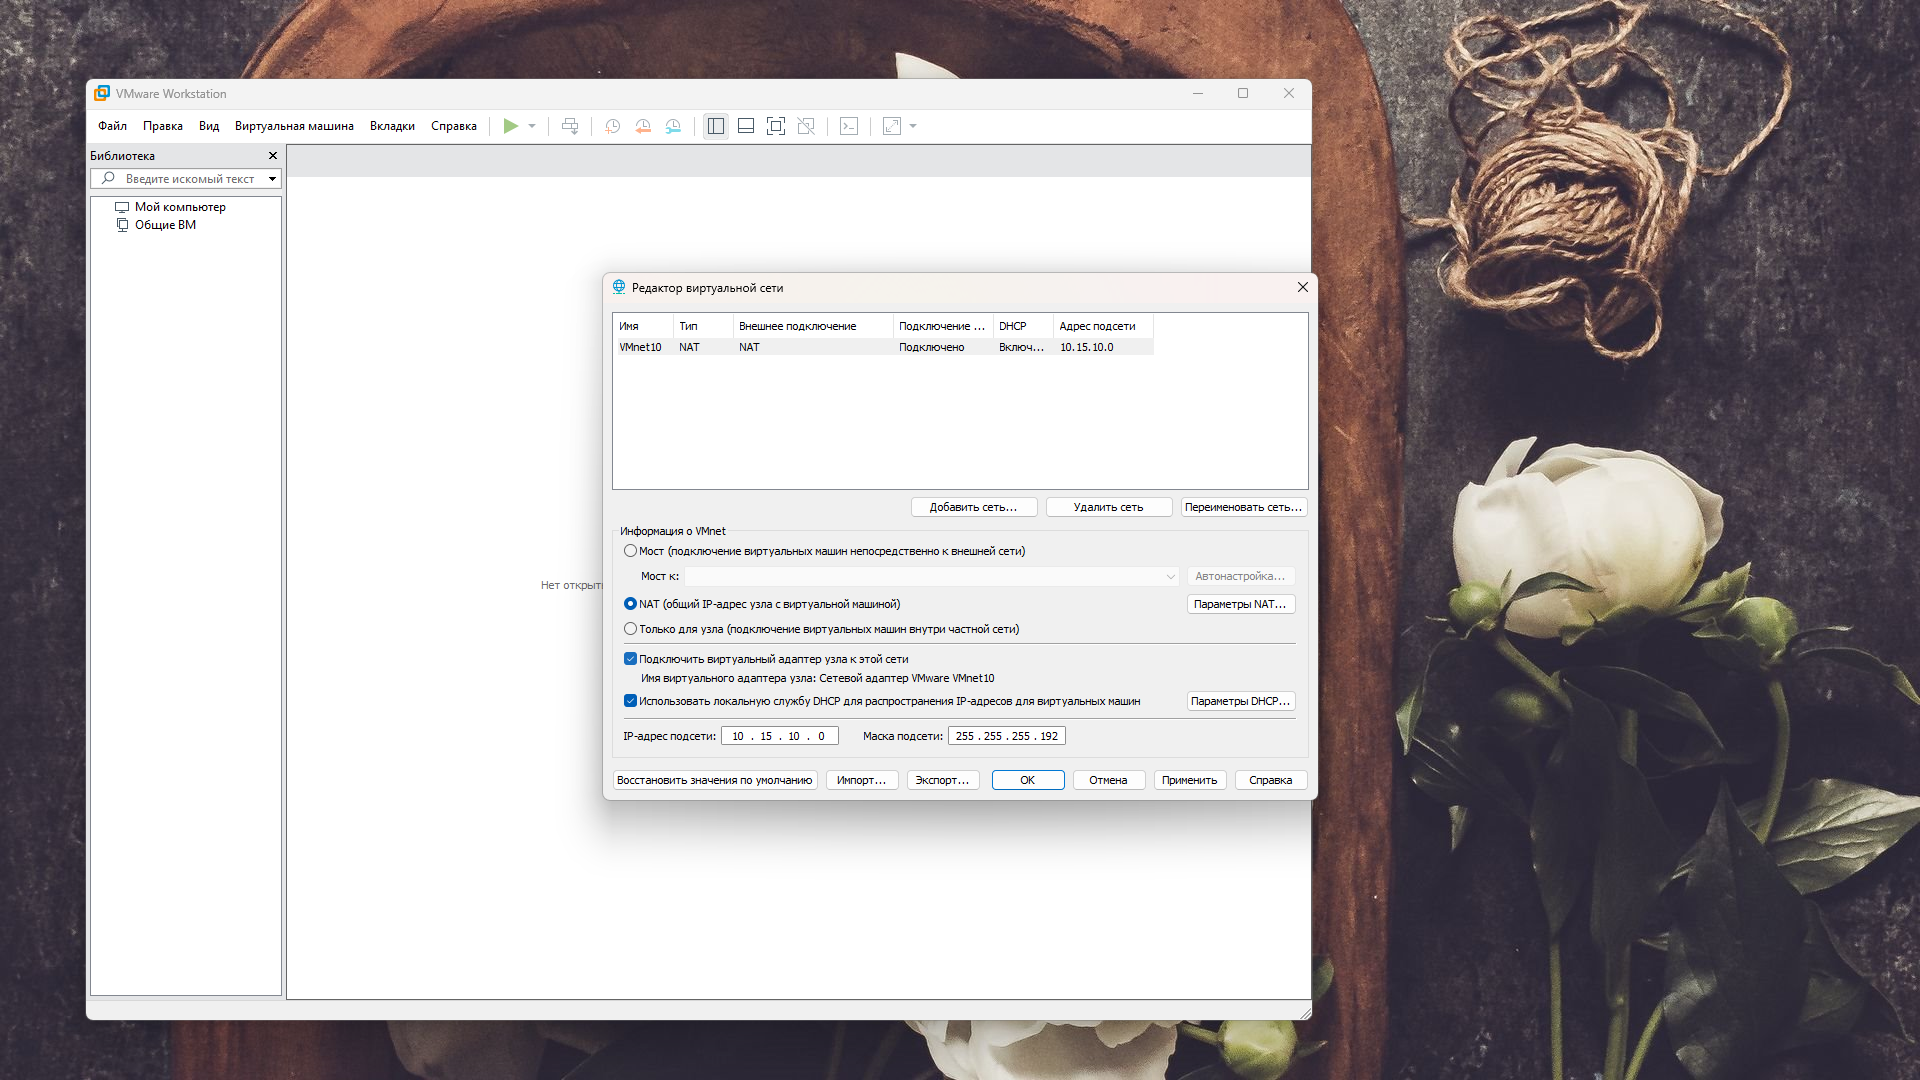 VMware Workstation
Файл Правка Вид Виртуальная машина Вкладки Справка
Библиотека
Введите искомый текст
Мой компьютер
Общие ВМ
Нет открыт
Редактор виртуальной сети
Имя Тип Внешнее подключение Подключение ... DHCP Адрес подсети
VMnet10 NAT NAT Подключено Включ... 10.15.10.0
Добавить сеть... Удалить сеть Переименовать сеть...
Информация о VMnet
Мост (подключение виртуальных машин непосредственно к внешней сети)
Мост к: Автонастройка...
NAT (общий IP-адрес узла с виртуальной машиной) Параметры NAT...
Только для узла (подключение виртуальных машин внутри частной сети)
Подключить виртуальный адаптер узла к этой сети
Имя виртуального адаптера узла: Сетевой адаптер VMware VMnet10
Использовать локальную службу DHCP для распространения IP-адресов для виртуальных машин Параметры DHCP...
IP-адрес подсети: 10 . 15 . 10 . 0 Маска подсети: 255 . 255 . 255 . 192
Восстановить значения по умолчанию Импорт... Экспорт... ОК Отмена Применить Справка